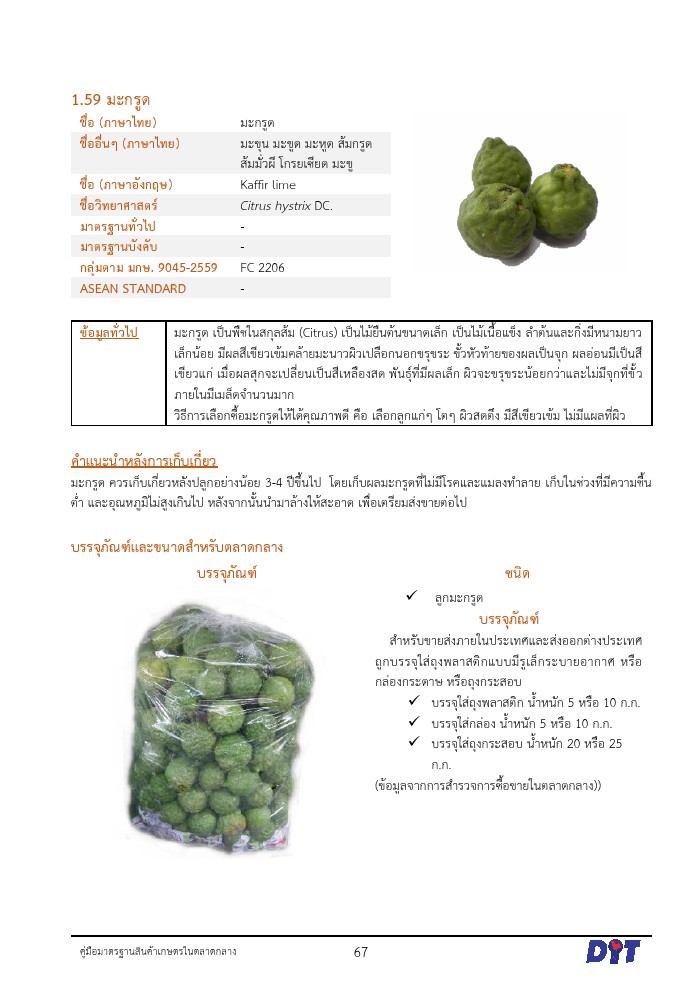 1.59 มะกรูด
ชื่อ (ภาษาไทย) มะกรูด
ชื่ออื่นๆ (ภาษาไทย) มะขุน มะขูด มะหูด ส้มกรูด
ส้มมั่วผี โกรยเซียด มะขู
ชื่อ (ภาษาอังกฤษ) Kaffir lime
ชื่อวิทยาศาสตร์ Citrus hystrix DC.
มาตรฐานทั่วไป -
มาตรฐานบังคับ -
กลุ่มตาม มกษ. 9045-2559 FC 2206
ASEAN STANDARD -
ข้อมูลทั่วไป มะกรูด เป็นพืชในสกุลส้ม (Citrus) เป็นไม้ยืนต้นขนาดเล็ก เป็นไม้เนื้อแข็ง ลำต้นและกิ่งมีหนามยาว
เล็กน้อย มีผลสีเขียวเข้มคล้ายมะนาวผิวเปลือกนอกขรุขระ ขั้วหัวท้ายของผลเป็นจุก ผลอ่อนมีเป็นสี
เขียวแก่ เมื่อผลสุกจะเปลี่ยนเป็นสีเหลืองสด พันธุ์ที่มีผลเล็ก ผิวจะขรุขระน้อยกว่าและไม่มีจุกที่ขั้ว
ภายในมีเมล็ดจำนวนมาก
วิธีการเลือกซื้อมะกรูดให้ได้คุณภาพดี คือ เลือกลูกแก่ๆ โตๆ ผิวสดตึง มีสีเขียวเข้ม ไม่มีแผลที่ผิว
คำแนะนำหลังการเก็บเกี่ยว
มะกรูด ควรเก็บเกี่ยวหลังปลูกอย่างน้อย 3-4 ปีขึ้นไป โดยเก็บผลมะกรูดที่ไม่มีโรคและแมลงทำลาย เก็บในช่วงที่มีความชื้น
ต่ำ และอุณหภูมิไม่สูงเกินไป หลังจากนั้นนำมาล้างให้สะอาด เพื่อเตรียมส่งขายต่อไป
บรรจุภัณฑ์และขนาดสำหรับตลาดกลาง
บรรจุภัณฑ์
ชนิด
✓ ลูกมะกรูด
บรรจุภัณฑ์
สำหรับขายส่งภายในประเทศและส่งออกต่างประเทศ
ถูกบรรจุใส่ถุงพลาสติกแบบมีรูเล็กระบายอากาศ หรือ
กล่องกระดาษ หรือถุงกระสอบ
✓ บรรจุใส่ถุงพลาสติก น้ำหนัก 5 หรือ 10 ก.ก.
✓ บรรจุใส่กล่อง น้ำหนัก 5 หรือ 10 ก.ก.
✓ บรรจุใส่ถุงกระสอบ น้ำหนัก 20 หรือ 25
ก.ก.
(ข้อมูลจากการสำรวจการซื้อขายในตลาดกลาง))
คู่มือมาตรฐานสินค้าเกษตรในตลาดกลาง 67 DIT